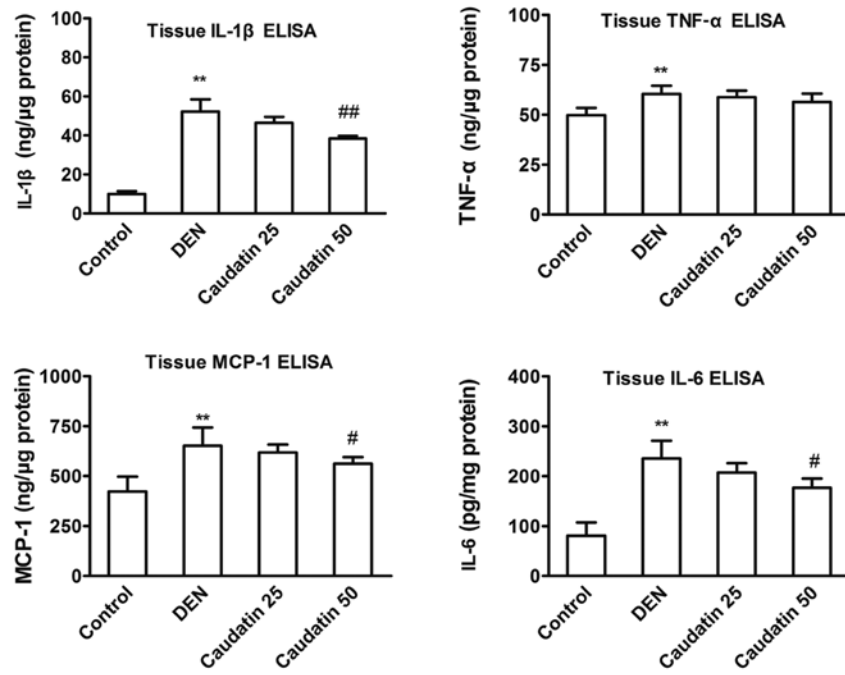 Tissue IL-1β ELISA
IL-1β (ng/µg protein)
100
80
60
40
20
0
**
##
Control
DEN
Caudatin 25
Caudatin 50
Tissue TNF-α ELISA
TNF-α (ng/µg protein)
100
75
50
25
0
**
Control
DEN
Caudatin 25
Caudatin 50
Tissue MCP-1 ELISA
MCP-1 (ng/µg protein)
1000
750
500
250
0
**
#
Control
DEN
Caudatin 25
Caudatin 50
Tissue IL-6 ELISA
IL-6 (pg/mg protein)
400
300
200
100
0
**
#
Control
DEN
Caudatin 25
Caudatin 50